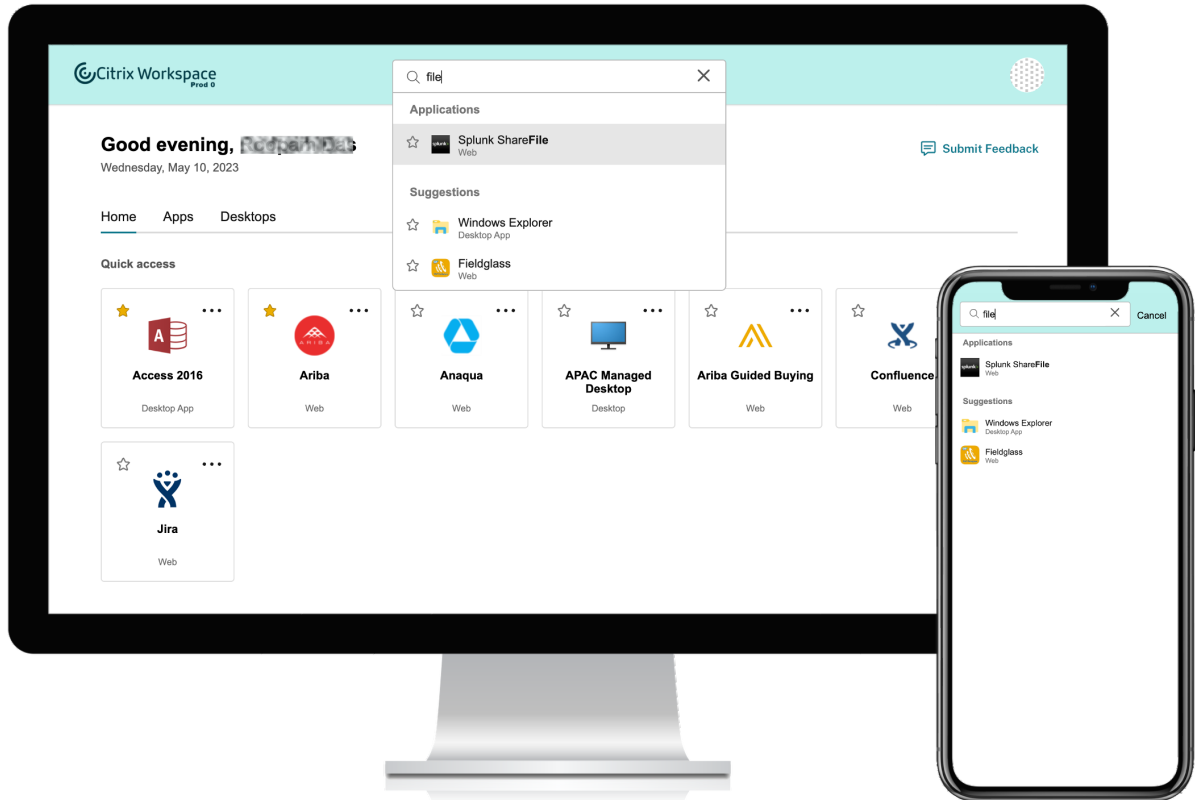 Citrix Workspace
Prod 0
file
Applications
Splunk ShareFile
Web
Suggestions
Windows Explorer
Desktop App
Fieldglass
Web
Good evening,
Wednesday, May 10, 2023
Submit Feedback
Home Apps Desktops
Quick access
Access 2016
Desktop App
ARIBA
Ariba
Web
Anaqua
Web
APAC Managed
Desktop
Desktop
Ariba Guided Buying
Web
Confluence
Web
Jira
Web
file
Cancel
Applications
splunk>
Splunk ShareFile
Web
Suggestions
Windows Explorer
Desktop App
Fieldglass
Web